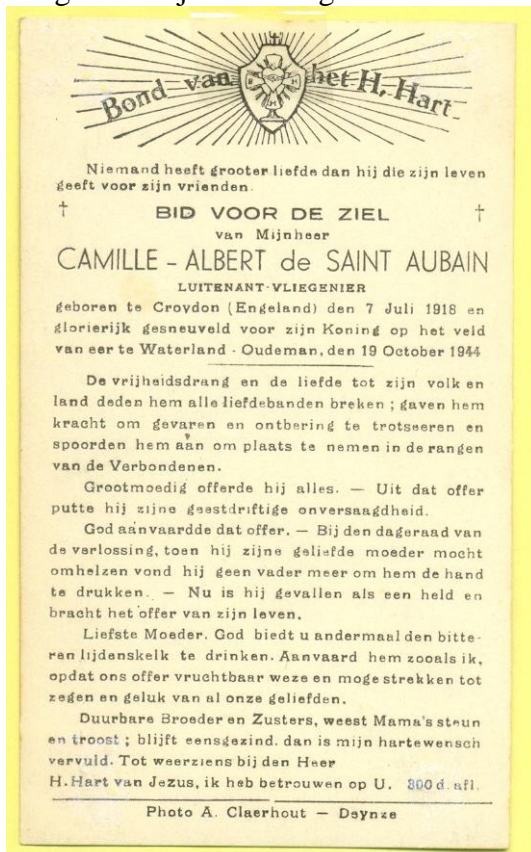 Bond van het H. Hart
Niemand heeft grooter liefde dan hij die zijn leven
geeft voor zijn vrienden.
† BID VOOR DE ZIEL †
van Mijnheer
CAMILLE - ALBERT de SAINT AUBAIN
LUITENANT-VLIEGENIER
geboren te Croydon (Engeland) den 7 Juli 1918 en
glorierijk gesneuveld voor zijn Koning op het veld
van eer te Waterland - Oudeman, den 19 October 1944
De vrijheidsdrang en de liefde tot zijn volk en
land deden hem alle liefdebanden breken ; gaven hem
kracht om gevaren en ontbering te trotseeren en
spoorden hem aan om plaats te nemen in de rangen
van de Verbondenen.
Grootmoedig offerde hij alles. — Uit dat offer
putte hij zijne geestdriftige onversaagdheid.
God aanvaardde dat offer. — Bij den dageraad van
de verlossing, toen hij zijne geliefde moeder mocht
omhelzen vond hij geen vader meer om hem de hand
te drukken. — Nu is hij gevallen als een held en
bracht het offer van zijn leven.
Liefste Moeder. God biedt u andermaal den bitte-
ren lijdenskelk te drinken. Aanvaard hem zooals ik,
opdat ons offer vruchtbaar weze en moge strekken tot
zegen en geluk van al onze geliefden.
Duurbare Broeder en Zusters, weest Mama's steun
en troost ; blijft eensgezind. dan is mijn hartewensch
vervuld. Tot weerziens bij den Heer
H. Hart van Jezus, ik heb betrouwen op U. 300 d. afl.
Photo A. Claerhout — Deynze